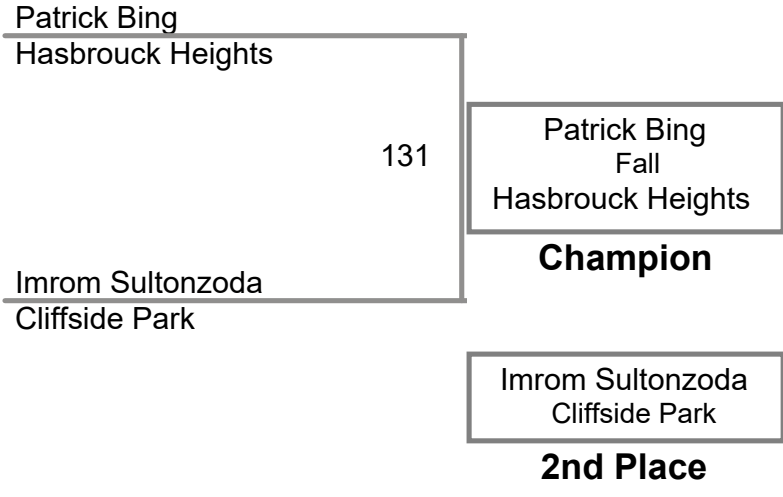 Patrick Bing
Hasbrouck Heights
131
Patrick Bing
Fall
Hasbrouck Heights
Champion
Imrom Sultonzoda
Cliffside Park
Imrom Sultonzoda
Cliffside Park
2nd Place